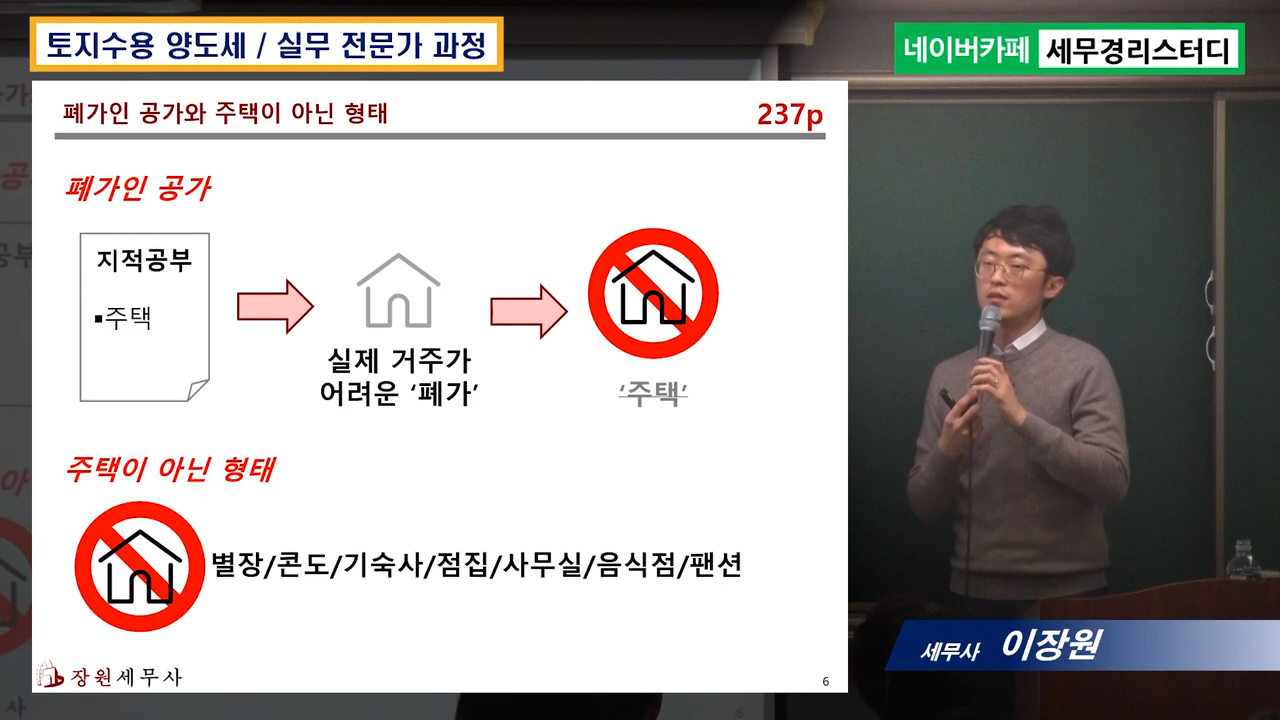 토지수용 양도세 / 실무 전문가 과정
네이버카페 세무경리스터디
폐가인 공가와 주택이 아닌 형태
237p
폐가인 공가
지적공부
▪주택
실제 거주가
어려운 ‘폐가’
‘주택’
주택이 아닌 형태
별장/콘도/기숙사/점집/사무실/음식점/팬션
장원세무사
6
세무사 이장원